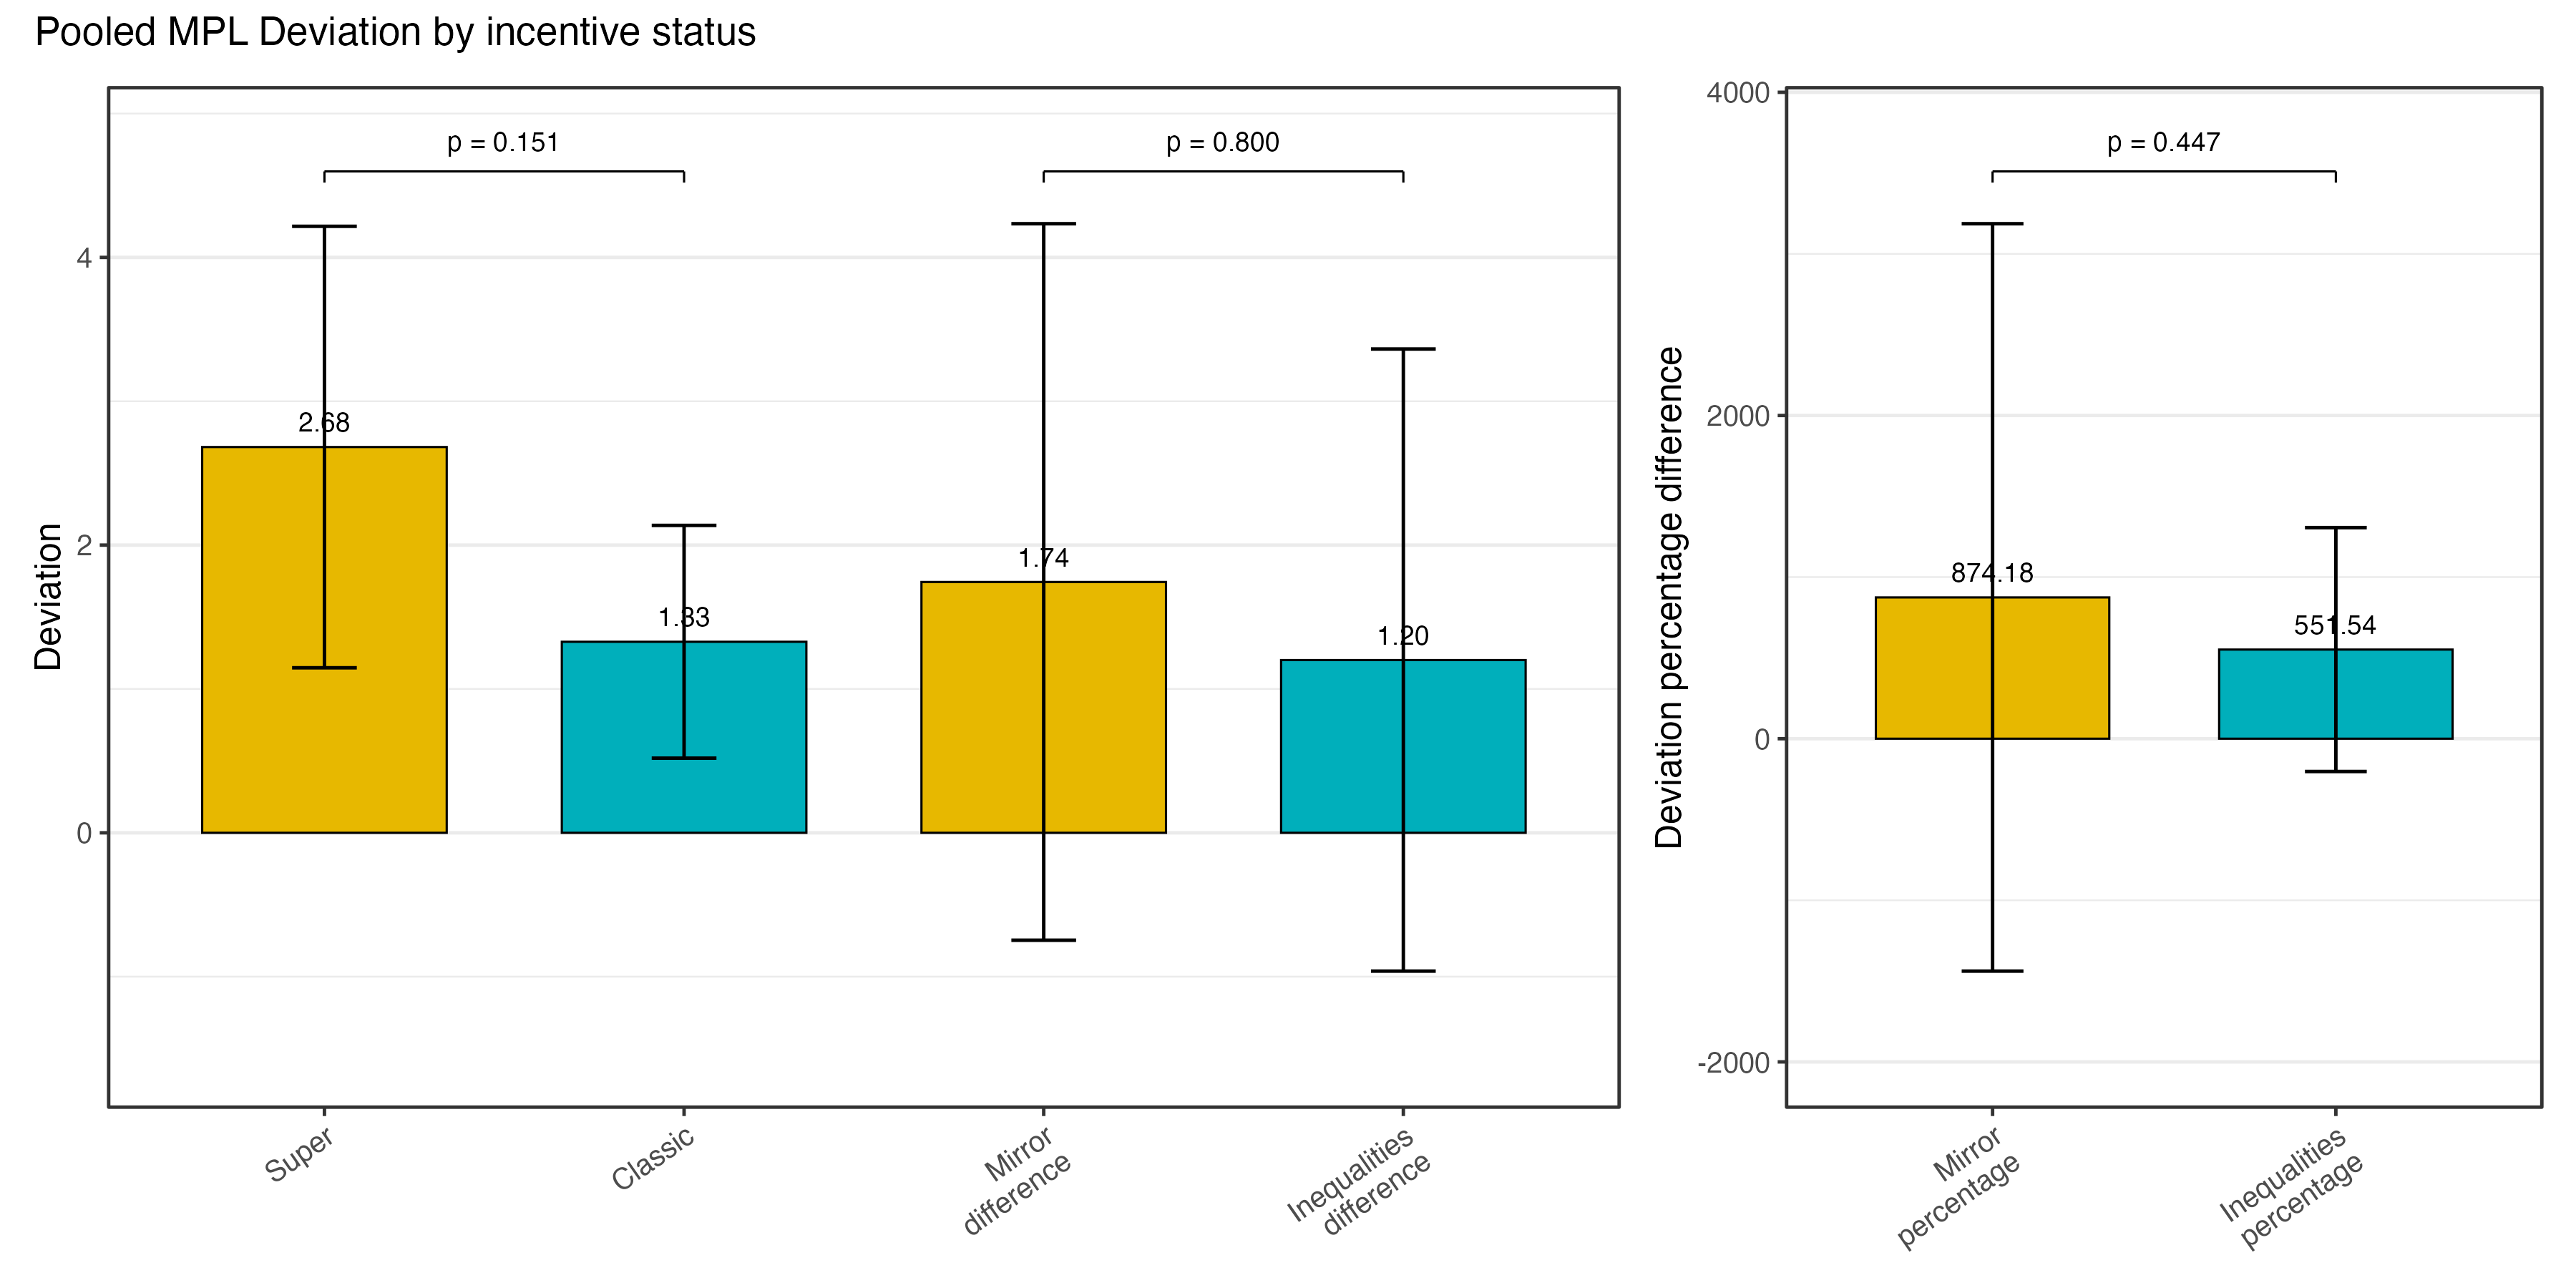 Pooled MPL Deviation by incentive status
Deviation
4
2
0
p = 0.151
p = 0.800
2.68
1.33
1.74
1.20
Super
Classic
Mirror
difference
Inequalities
difference
Deviation percentage difference
4000
2000
0
-2000
p = 0.447
874.18
551.54
Mirror
percentage
Inequalities
percentage